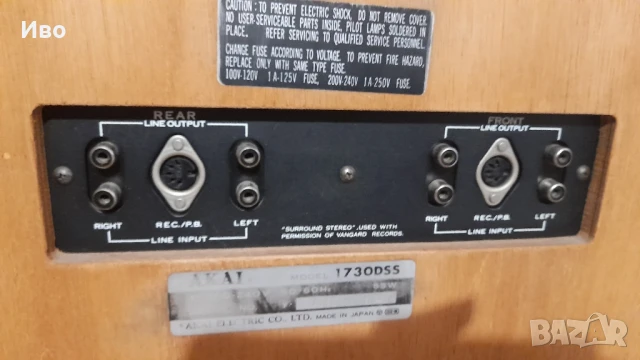 Иво
CAUTION: TO PREVENT ELECTRIC SHOCK, DO NOT REMOVE COVER.
NO USER-SERVICEABLE PARTS INSIDE, PILOT LAMPS SOLDERED IN
PLACE. REFER SERVICING TO QUALIFIED SERVICE PERSONNEL.
CHANGE FUSE ACCORDING TO VOLTAGE. TO PREVENT FIRE HAZARD,
REPLACE ONLY WITH SAME TYPE FUSE.
100V-120V 1A-125V FUSE, 200V-240V 1A-250V FUSE.
REAR
LINE OUTPUT
RIGHT
REC./P.B.
LEFT
LINE INPUT
FRONT
LINE OUTPUT
RIGHT
REC./P.B.
LEFT
LINE INPUT
"SURROUND STEREO", USED WITH
PERMISSION OF VANGARD RECORDS.
AKAI MODEL 1730DSS
AKAI ELECTRIC CO., LTD. MADE IN JAPAN
BAZAR
bazar.bg